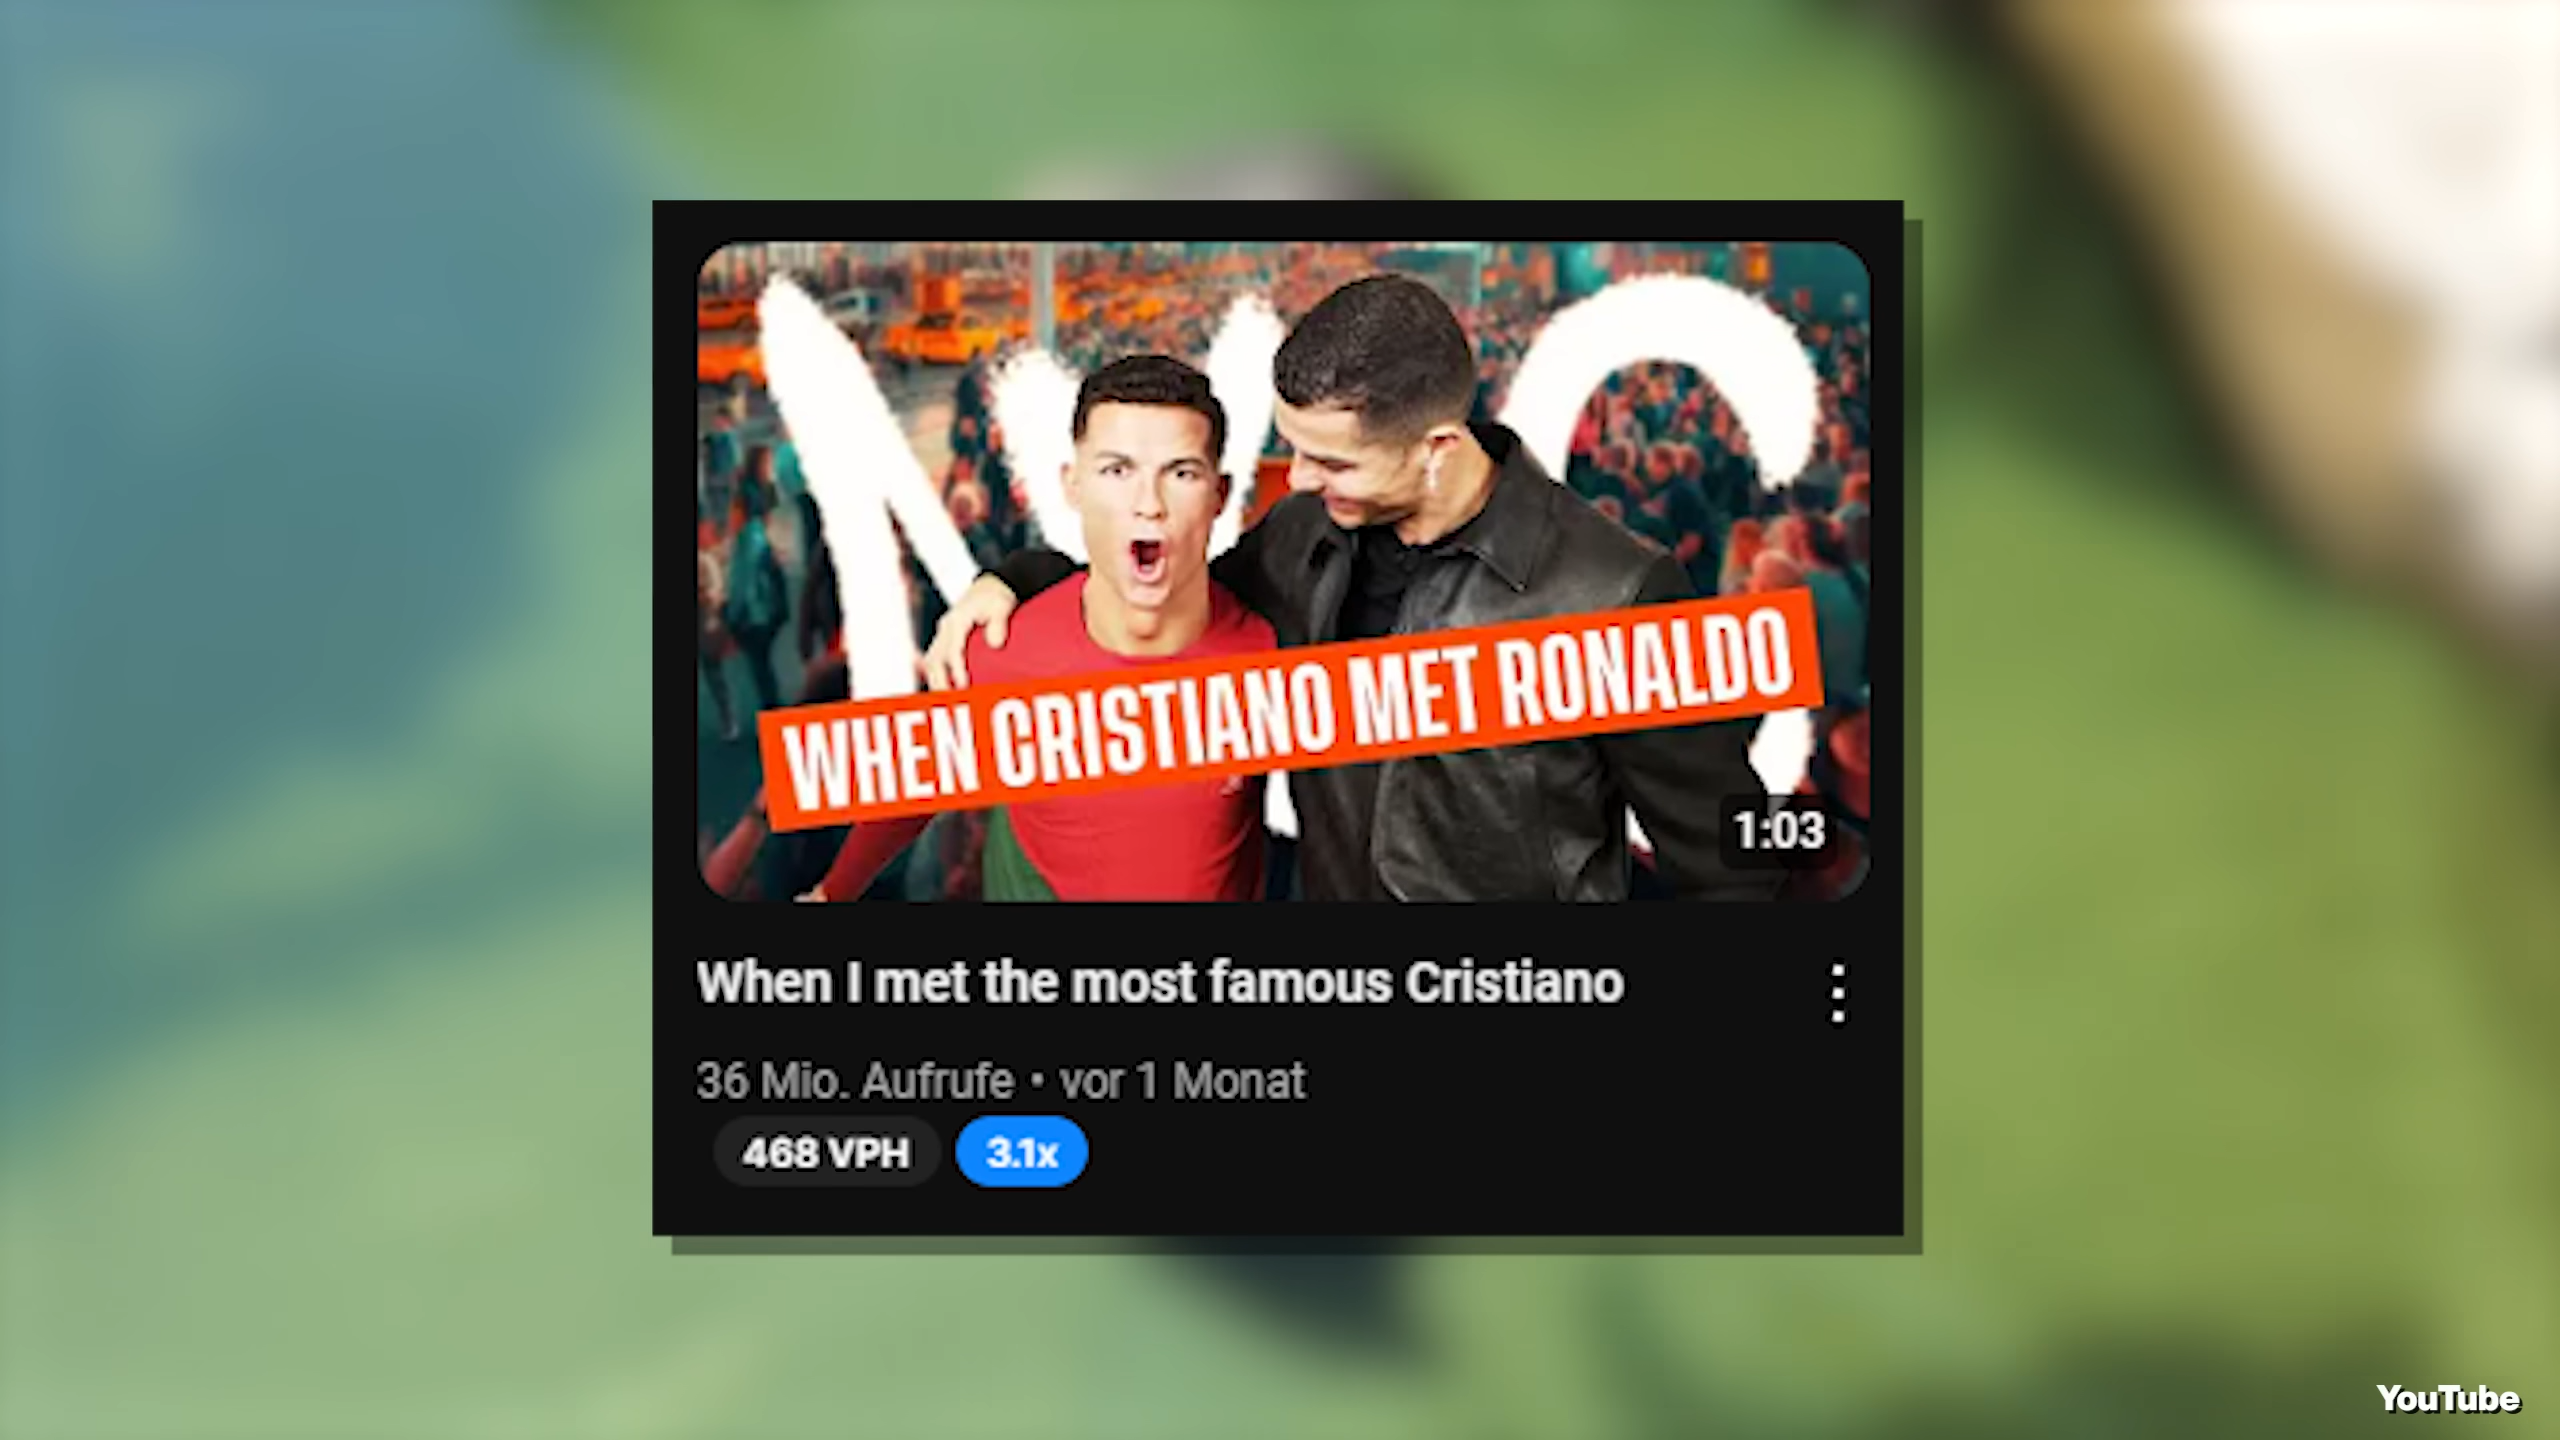 WHEN CRISTIANO MET RONALDO
1:03
When I met the most famous Cristiano
36 Mio. Aufrufe • vor 1 Monat
468 VPH 3.1x
YouTube